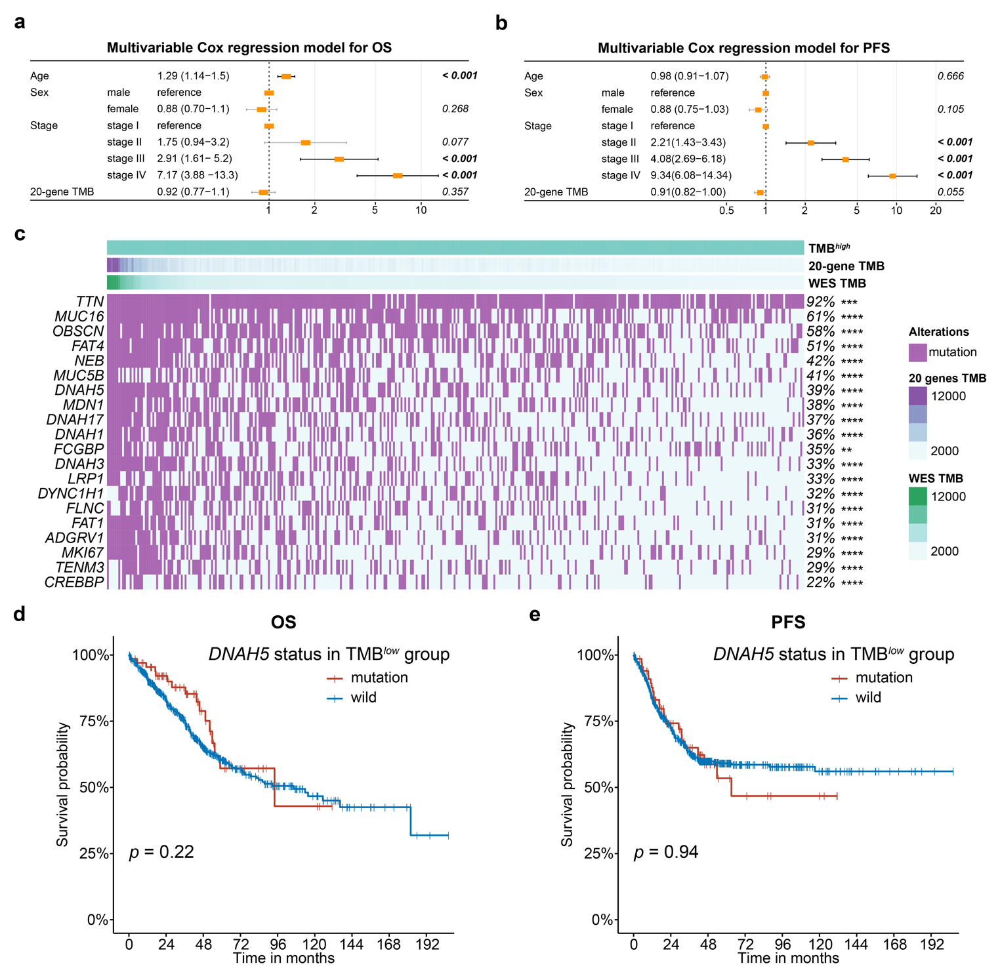 a
Multivariable Cox regression model for OS
Age 1.29 (1.14−1.5) < 0.001
Sex male reference
female 0.88 (0.70−1.1) 0.268
Stage stage I reference
stage II 1.75 (0.94−3.2) 0.077
stage III 2.91 (1.61− 5.2) < 0.001
stage IV 7.17 (3.88 −13.3) < 0.001
20-gene TMB 0.92 (0.77−1.1) 0.357
1 2 5 10
b
Multivariable Cox regression model for PFS
Age 0.98 (0.91−1.07) 0.666
Sex male reference
female 0.88 (0.75−1.03) 0.105
Stage stage I reference
stage II 2.21(1.43−3.43) < 0.001
stage III 4.08(2.69−6.18) < 0.001
stage IV 9.34(6.08−14.34) < 0.001
20-gene TMB 0.91(0.82−1.00) 0.055
0.5 1 2 5 10 20
c
TMBhigh
20-gene TMB
WES TMB
TTN 92% ***
MUC16 61% ****
OBSCN 58% ****
FAT4 51% ****
NEB 42% ****
MUC5B 41% ****
DNAH5 39% ****
MDN1 38% ****
DNAH17 37% ****
DNAH1 36% ****
FCGBP 35% **
DNAH3 33% ****
LRP1 33% ****
DYNC1H1 32% ****
FLNC 31% ****
FAT1 31% ****
ADGRV1 31% ****
MKI67 29% ****
TENM3 29% ****
CREBBP 22% ****
Alterations
mutation
20 genes TMB
12000
2000
WES TMB
12000
2000
d
OS
DNAH5 status in TMBlow group
mutation
wild
Survival probability
100%
75%
50%
25%
0%
p = 0.22
0 24 48 72 96 120 144 168 192
Time in months
e
PFS
DNAH5 status in TMBlow group
mutation
wild
Survival probability
100%
75%
50%
25%
0%
p = 0.94
0 24 48 72 96 120 144 168 192
Time in months